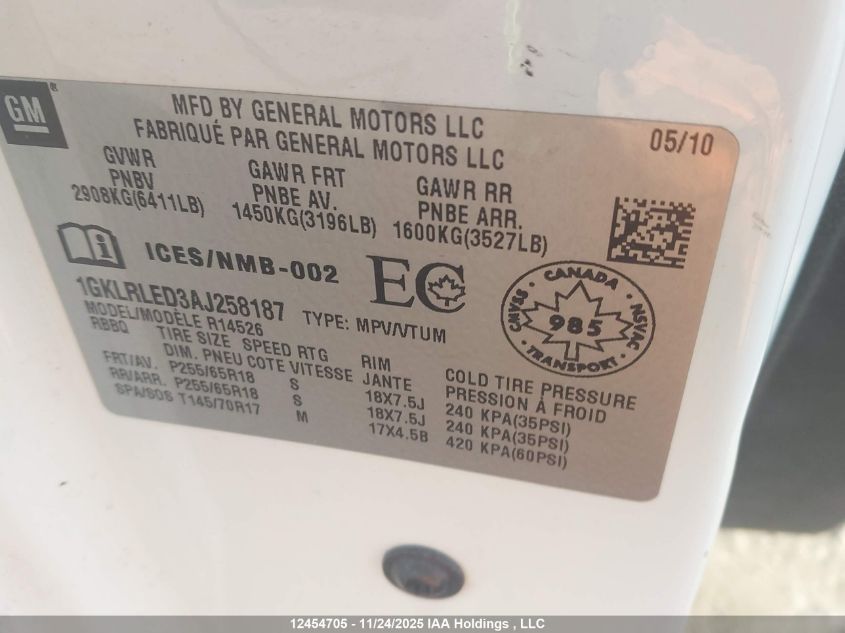 GM
MFD BY GENERAL MOTORS LLC
FABRIQUÉ PAR GENERAL MOTORS LLC
05/10
GVWR GAWR FRT GAWR RR
PNBV PNBE AV. PNBE ARR.
2908KG(6411LB) 1450KG(3196LB) 1600KG(3527LB)
ICES/NMB-002 EC
CANADA
CMVSS 985 NSVAC
TRANSPORT
1GKLRLED3AJ258187 TYPE: MPV/VTUM
MODEL/MODÈLE R14526
RBBQ TIRE SIZE SPEED RTG RIM COLD TIRE PRESSURE
DIM. PNEU COTE VITESSE JANTE PRESSION À FROID
FRT/AV. P255/65R18 S 18X7.5J 240 KPA(35PSI)
RR/ARR. P255/65R18 S 18X7.5J 240 KPA(35PSI)
SPA/SOS T145/70R17 M 17X4.5B 420 KPA(60PSI)
12454705 - 11/24/2025 IAA Holdings , LLC